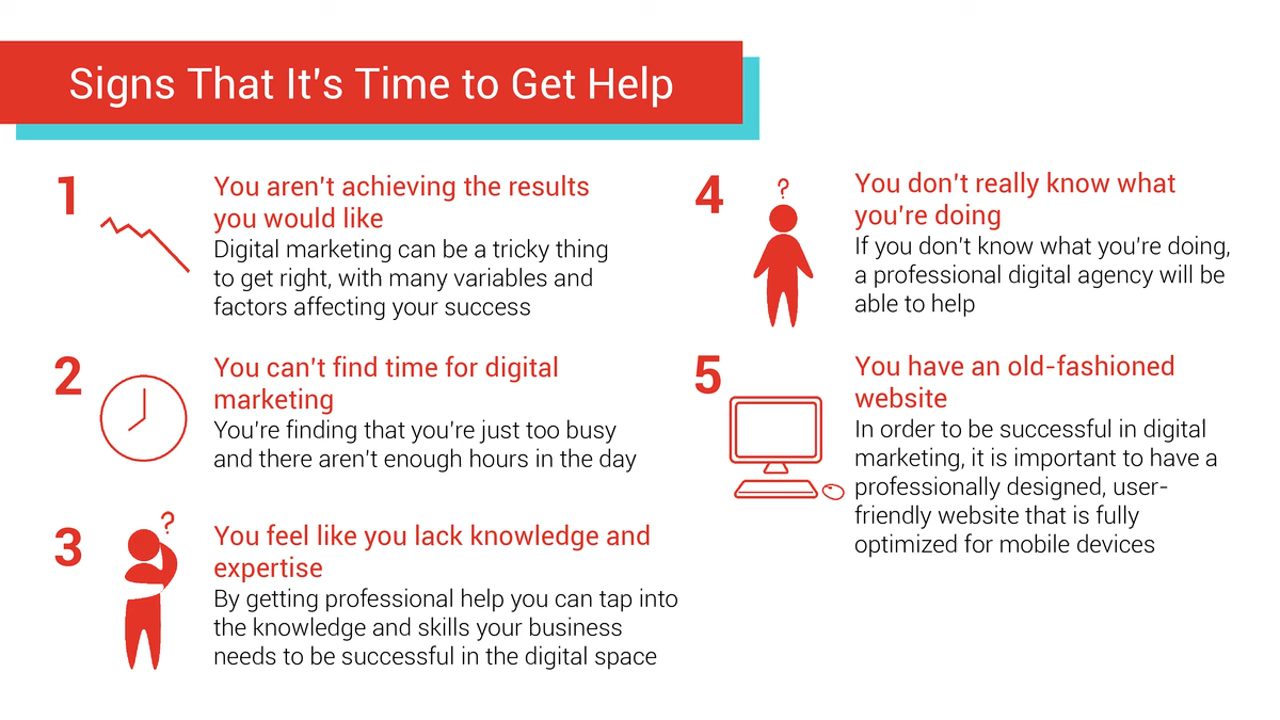 Signs That It's Time to Get Help
1
You aren't achieving the results
you would like
Digital marketing can be a tricky thing
to get right, with many variables and
factors affecting your success
2
You can't find time for digital
marketing
You're finding that you're just too busy
and there aren't enough hours in the day
3
?
You feel like you lack knowledge and
expertise
By getting professional help you can tap into
the knowledge and skills your business
needs to be successful in the digital space
4
?
You don't really know what
you're doing
If you don't know what you're doing,
a professional digital agency will be
able to help
5
You have an old-fashioned
website
In order to be successful in digital
marketing, it is important to have a
professionally designed, user-
friendly website that is fully
optimized for mobile devices